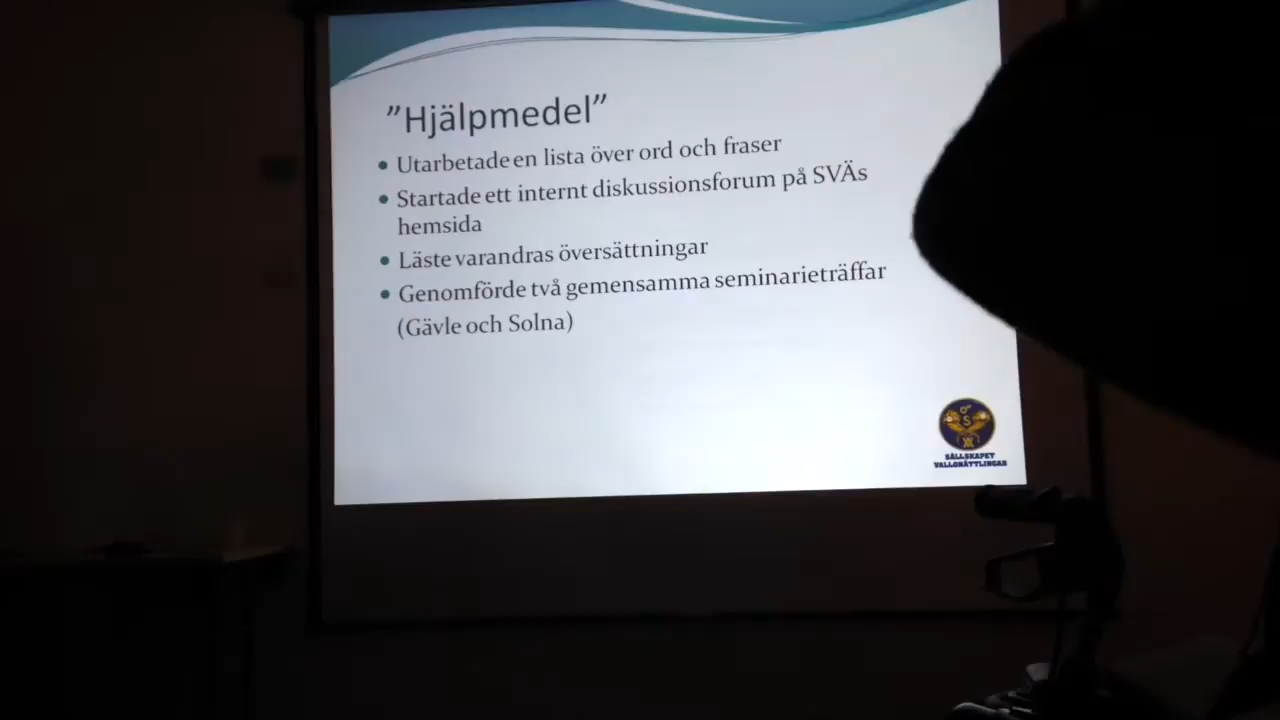 ”Hjälpmedel”
Utarbetade en lista över ord och fraser
Startade ett internt diskussionsforum på SVÄs
hemsida
Läste varandras översättningar
Genomförde två gemensamma seminarieträffar
(Gävle och Solna)
SÄLLSKAPET
VALLONÄTTLINGAR